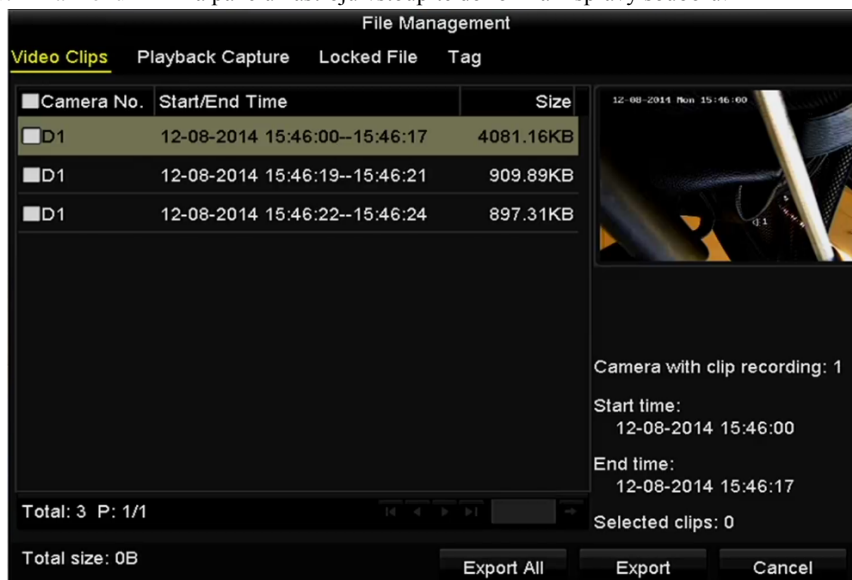 File Management
Video Clips Playback Capture Locked File Tag
Camera No. Start/End Time Size
D1 12-08-2014 15:46:00--15:46:17 4081.16KB
D1 12-08-2014 15:46:19--15:46:21 909.89KB
D1 12-08-2014 15:46:22--15:46:24 897.31KB
Total: 3 P: 1/1
Total size: 0B
12-08-2014 Mon 15:46:00
Camera with clip recording: 1
Start time:
12-08-2014 15:46:00
End time:
12-08-2014 15:46:17
Selected clips: 0
Export All Export Cancel